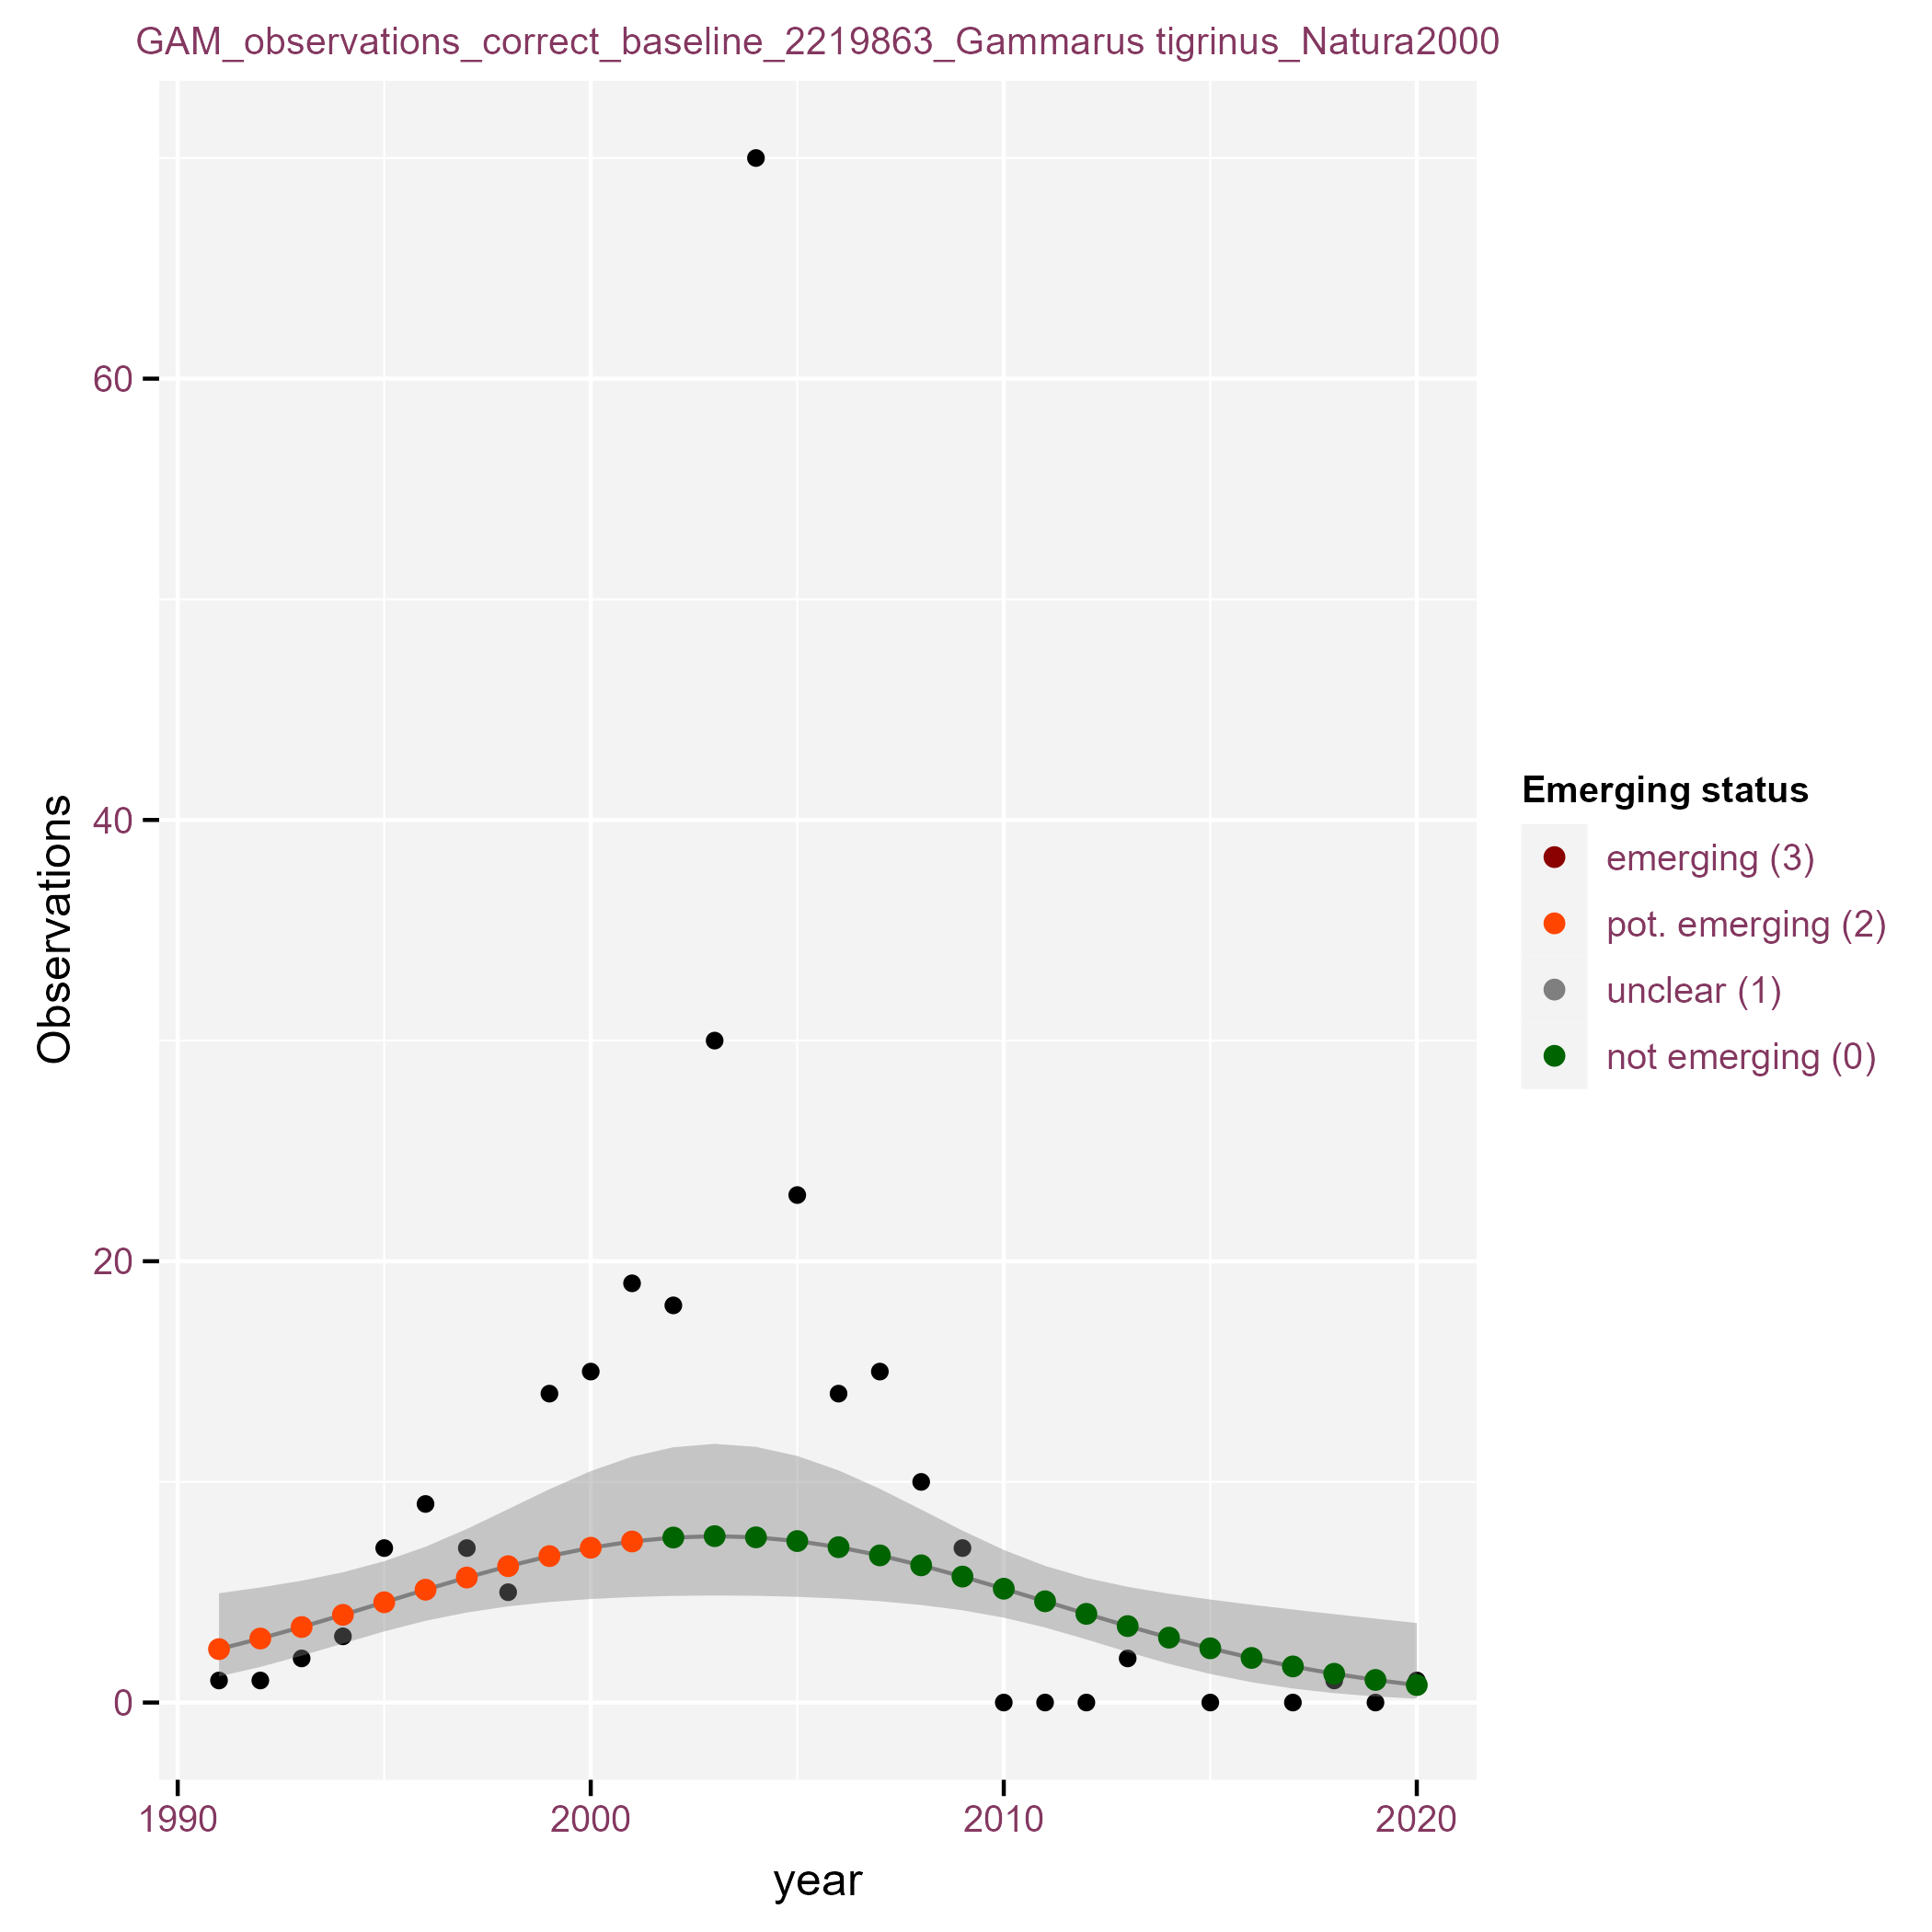 GAM_observations_correct_baseline_2219863_Gammarus tigrinus_Natura2000
60
40
20
0
Observations
1990
2000
2010
2020
year
Emerging status
emerging (3)
pot. emerging (2)
unclear (1)
not emerging (0)